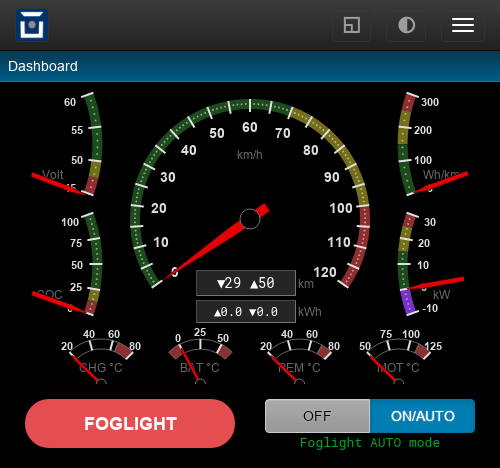 Dashboard
60
55
50
45
Volt
100
75
50
25
0
SOC
0
10
20
30
40
50
60
70
80
90
100
110
120
km/h
▼29 ▲50 km
▲0.0 ▼0.0 kWh
300
200
100
0
Wh/km
30
20
10
0
-10
kW
20 40 60 80
CHG °C
0 25 50
BAT °C
20 40 60 80
PEM °C
50 75 100 125
MOT °C
FOGLIGHT
OFF ON/AUTO
Foglight AUTO mode